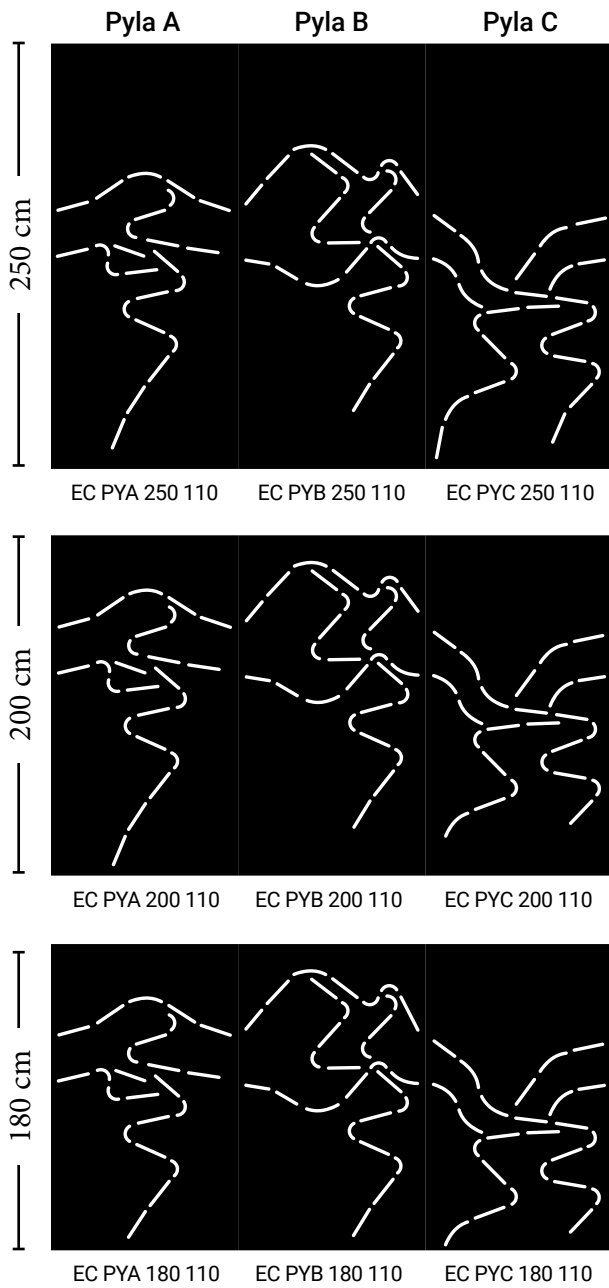 Pyla A Pyla B Pyla C
250 cm
EC PYA 250 110 EC PYB 250 110 EC PYC 250 110
200 cm
EC PYA 200 110 EC PYB 200 110 EC PYC 200 110
180 cm
EC PYA 180 110 EC PYB 180 110 EC PYC 180 110